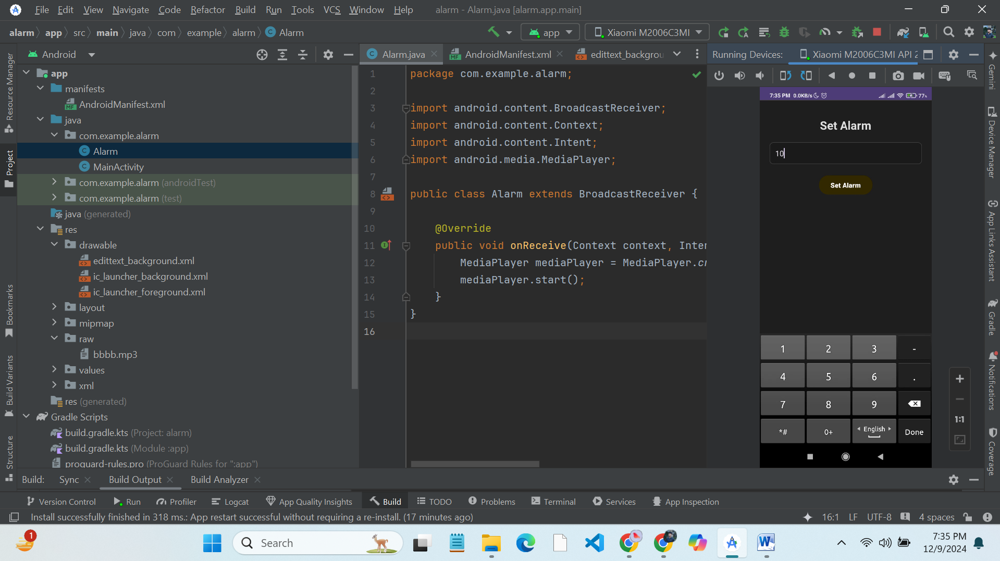 File Edit View Navigate Code Refactor Build Run Tools VCS Window Help alarm - Alarm.java [alarm.app.main]
alarm app src main java com example alarm Alarm app Xiaomi M2006C3MI
Android
Alarm.java AndroidManifest.xml edittext_backgrou
Running Devices: Xiaomi M2006C3MI API 2
Resource Manager
Project
Bookmarks
Build Variants
Structure
app
manifests
AndroidManifest.xml
java
com.example.alarm
Alarm
MainActivity
com.example.alarm (androidTest)
com.example.alarm (test)
java (generated)
res
drawable
edittext_background.xml
ic_launcher_background.xml
ic_launcher_foreground.xml
layout
mipmap
raw
bbbb.mp3
values
xml
res (generated)
Gradle Scripts
build.gradle.kts (Project: alarm)
build.gradle.kts (Module :app)
proguard-rules.pro (ProGuard Rules for ":app")
1 package com.example.alarm;
2
3 import android.content.BroadcastReceiver;
4 import android.content.Context;
5 import android.content.Intent;
6 import android.media.MediaPlayer;
7
8 public class Alarm extends BroadcastReceiver {
9
10 @Override
11 public void onReceive(Context context, Inter
12 MediaPlayer mediaPlayer = MediaPlayer.cr
13 mediaPlayer.start();
14 }
15 }
16
7:35 PM 0.0KB/s 77%
Set Alarm
10
Set Alarm
1 2 3 -
4 5 6 .
7 8 9
*# 0+ English Done
1:1
Gemini
Device Manager
App Links Assistant
Gradle
Notifications
Coverage
Build: Sync Build Output Build Analyzer
Version Control Run Profiler Logcat App Quality Insights Build TODO Problems Terminal Services App Inspection
Install successfully finished in 318 ms.: App restart successful without requiring a re-install. (17 minutes ago) 16:1 LF UTF-8 4 spaces
1
Search
7:35 PM
12/9/2024